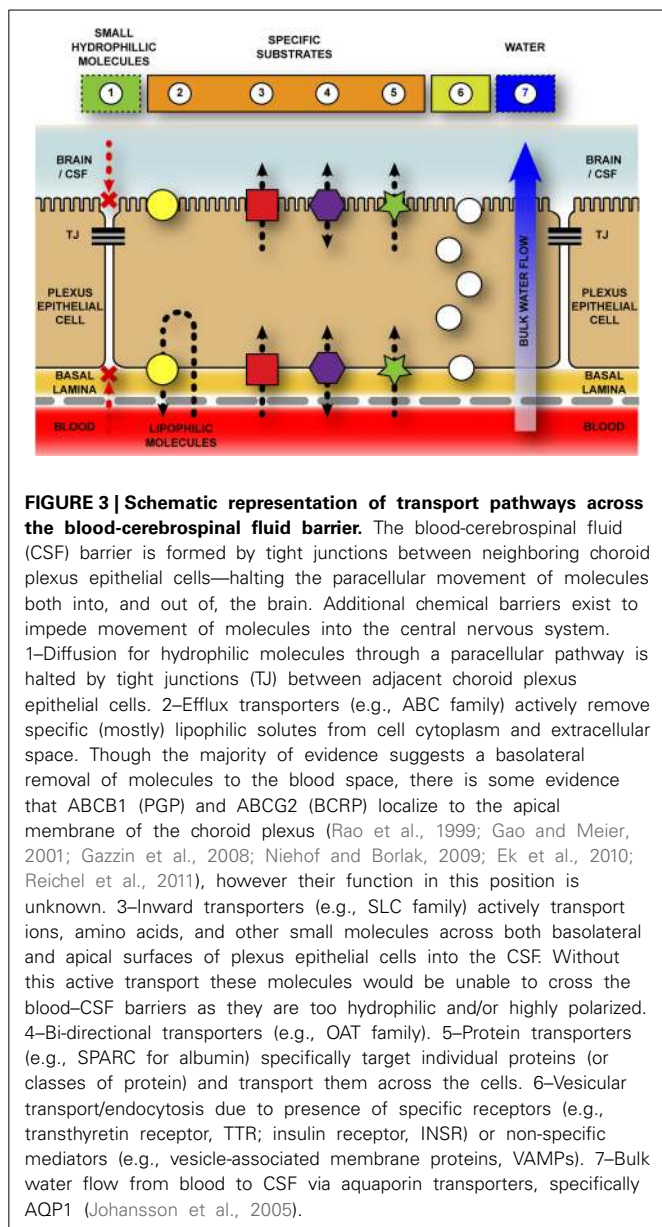 SMALL
HYDROPHILLIC
MOLECULES
SPECIFIC
SUBSTRATES
WATER
1
2
3
4
5
6
7
BRAIN
/ CSF
BRAIN
/ CSF
TJ
TJ
PLEXUS
EPITHELIAL
CELL
BULK WATER FLOW
PLEXUS
EPITHELIAL
CELL
BASAL
LAMINA
BASAL
LAMINA
BLOOD
LIPOPHILIC
MOLECULES
BLOOD
FIGURE 3 | Schematic representation of transport pathways across
the blood-cerebrospinal fluid barrier. The blood-cerebrospinal fluid
(CSF) barrier is formed by tight junctions between neighboring choroid
plexus epithelial cells—halting the paracellular movement of molecules
both into, and out of, the brain. Additional chemical barriers exist to
impede movement of molecules into the central nervous system.
1–Diffusion for hydrophilic molecules through a paracellular pathway is
halted by tight junctions (TJ) between adjacent choroid plexus
epithelial cells. 2–Efflux transporters (e.g., ABC family) actively remove
specific (mostly) lipophilic solutes from cell cytoplasm and extracellular
space. Though the majority of evidence suggests a basolateral
removal of molecules to the blood space, there is some evidence
that ABCB1 (PGP) and ABCG2 (BCRP) localize to the apical
membrane of the choroid plexus (Rao et al., 1999; Gao and Meier,
2001; Gazzin et al., 2008; Niehof and Borlak, 2009; Ek et al., 2010;
Reichel et al., 2011), however their function in this position is
unknown. 3–Inward transporters (e.g., SLC family) actively transport
ions, amino acids, and other small molecules across both basolateral
and apical surfaces of plexus epithelial cells into the CSF. Without
this active transport these molecules would be unable to cross the
blood–CSF barriers as they are too hydrophilic and/or highly polarized.
4–Bi-directional transporters (e.g., OAT family). 5–Protein transporters
(e.g., SPARC for albumin) specifically target individual proteins (or
classes of protein) and transport them across the cells. 6–Vesicular
transport/endocytosis due to presence of specific receptors (e.g.,
transthyretin receptor, TTR; insulin receptor, INSR) or non-specific
mediators (e.g., vesicle-associated membrane proteins, VAMPs). 7–Bulk
water flow from blood to CSF via aquaporin transporters, specifically
AQP1 (Johansson et al., 2005).